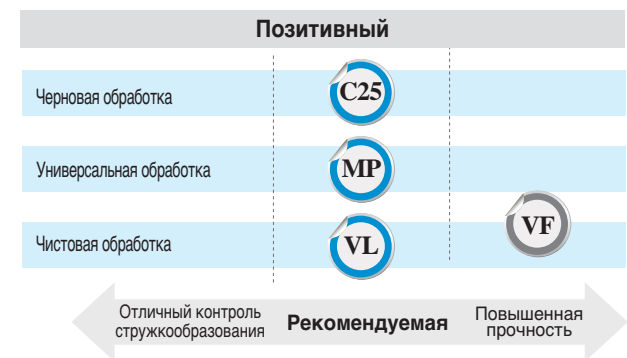 Позитивный
Черновая обработка
C25
Универсальная обработка
MP
VF
Чистовая обработка
VL
Отличный контроль
стружкообразования
Рекомендуемая
Повышенная
прочность